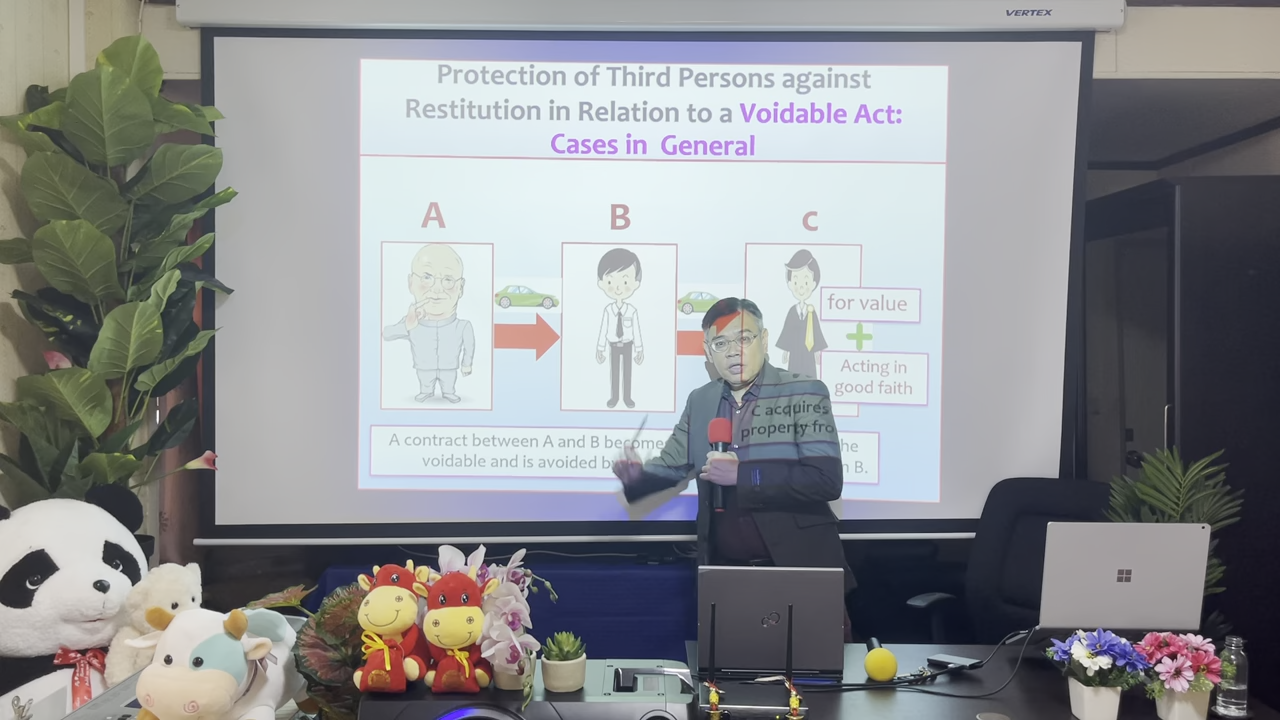 VERTEX
Protection of Third Persons against
Restitution in Relation to a Voidable Act:
Cases in General
A
B
c
for value
Acting in
good faith
A contract between A and B become
voidable and is avoided b
C acquires
property fro
he
B.